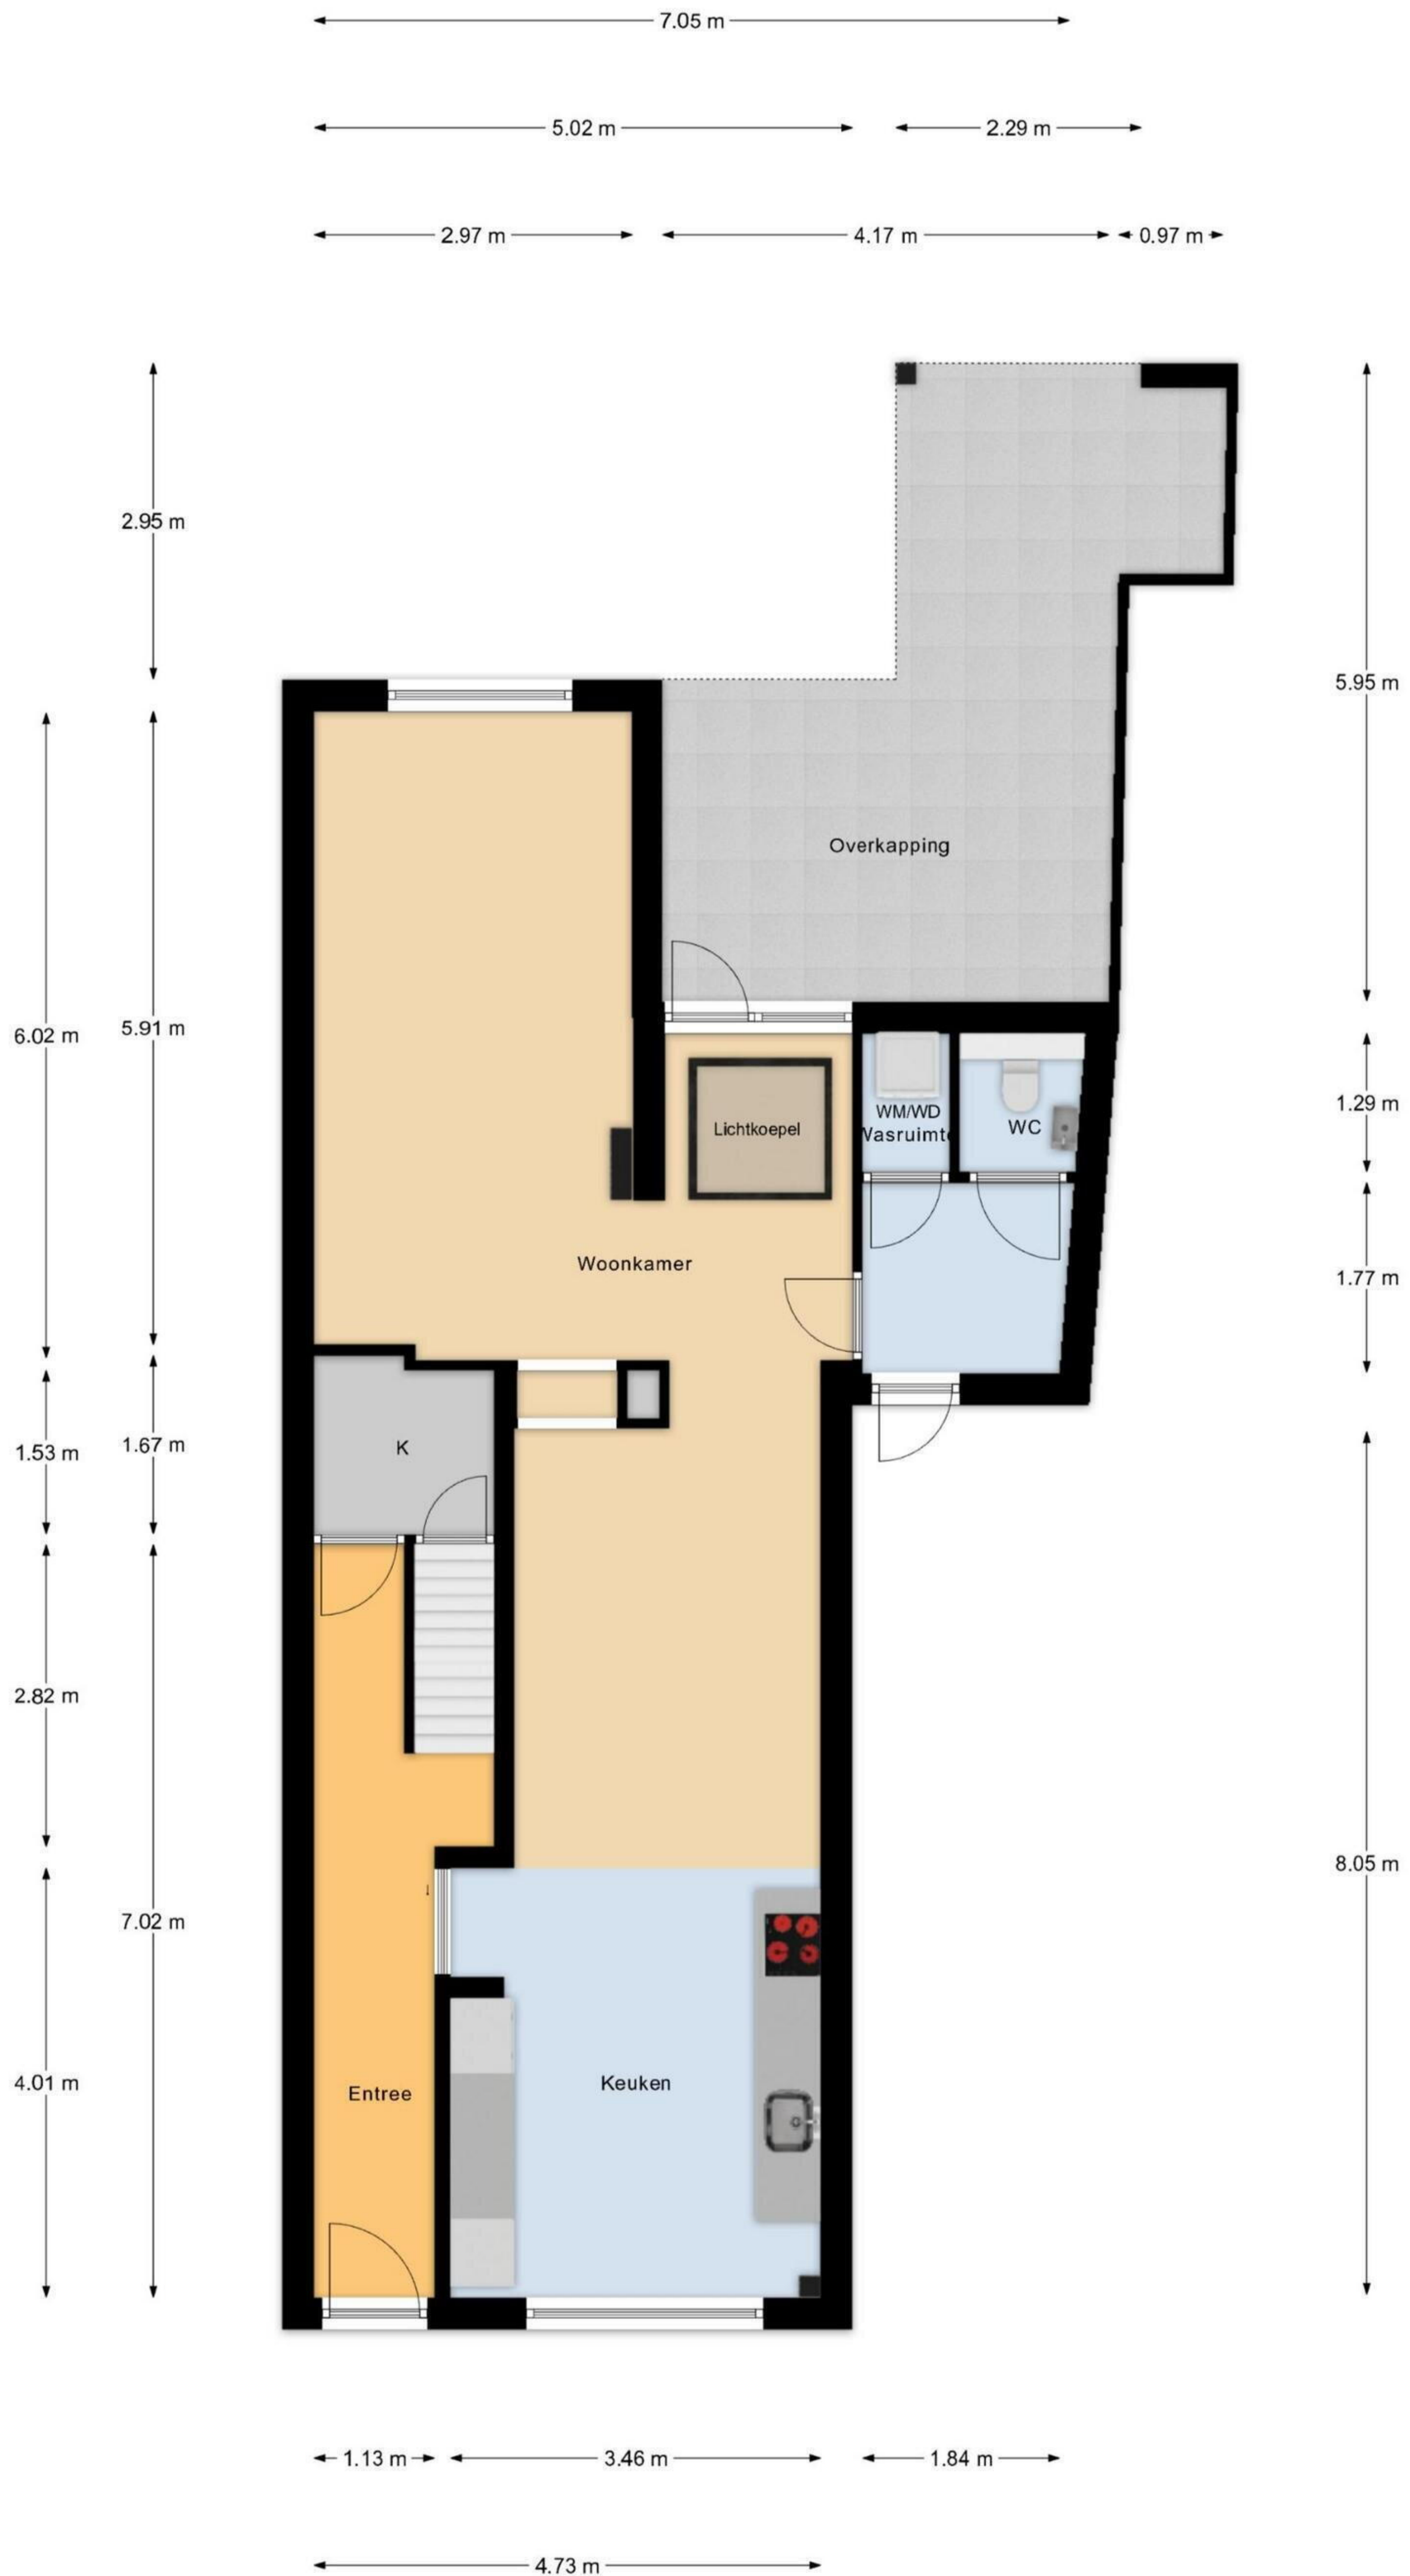 7.05 m
5.02 m
2.29 m
2.97 m
4.17 m
0.97 m
2.95 m
5.95 m
Overkapping
6.02 m
5.91 m
1.29 m
WM/WD
Wasruimte
WC
Lichtkoepel
Woonkamer
1.77 m
1.53 m
1.67 m
K
2.82 m
8.05 m
7.02 m
4.01 m
Entree
Keuken
1.13 m
3.46 m
1.84 m
4.73 m